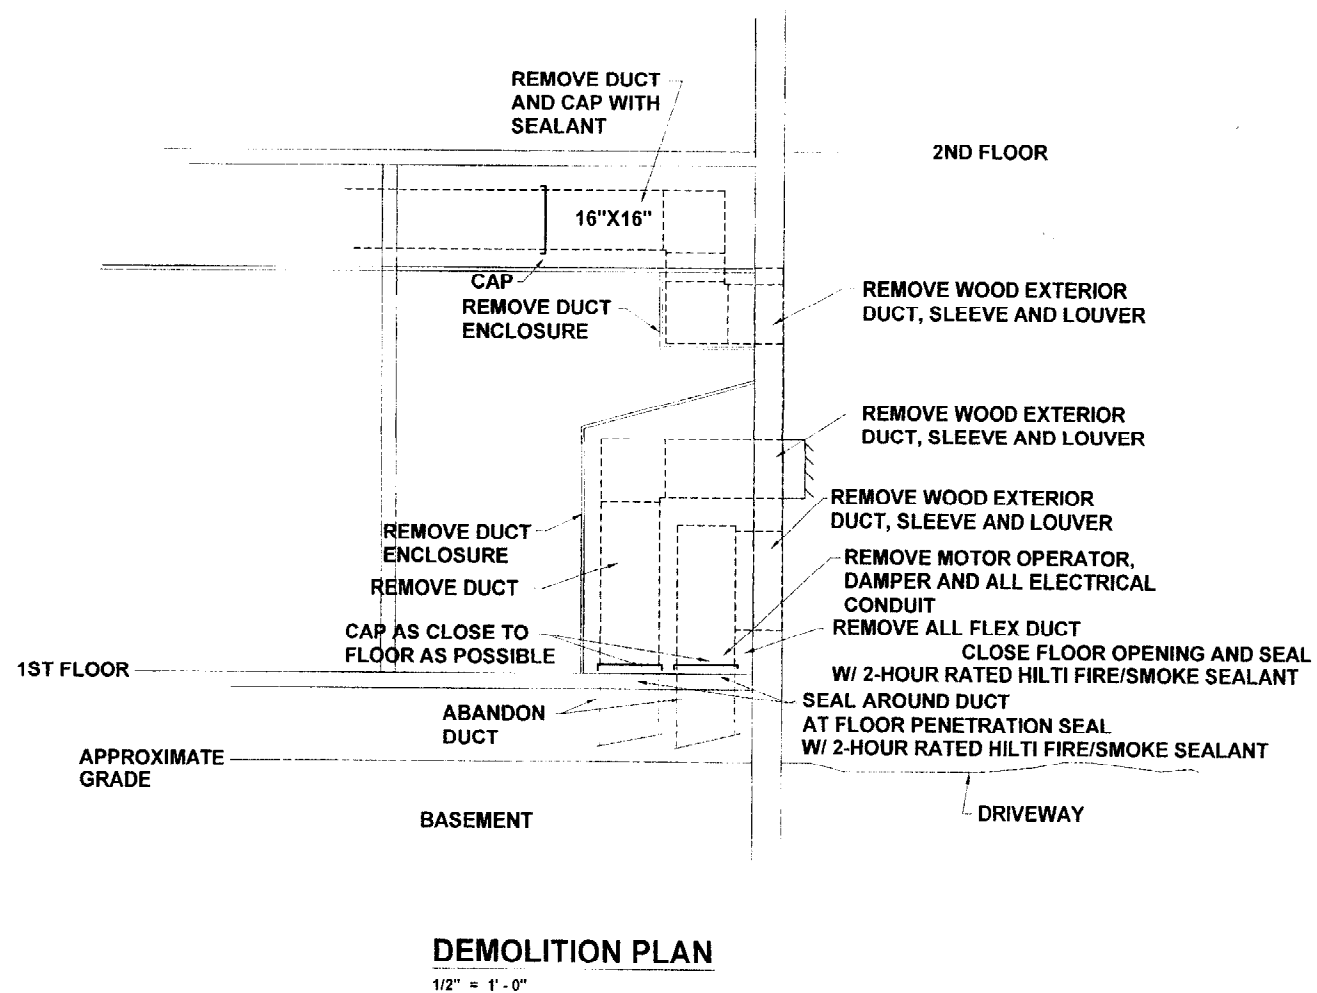 REMOVE DUCT
AND CAP WITH
SEALANT
2ND FLOOR
16"X16"
CAP
REMOVE DUCT
ENCLOSURE
REMOVE WOOD EXTERIOR
DUCT, SLEEVE AND LOUVER
REMOVE WOOD EXTERIOR
DUCT, SLEEVE AND LOUVER
REMOVE WOOD EXTERIOR
DUCT, SLEEVE AND LOUVER
REMOVE DUCT
ENCLOSURE
REMOVE DUCT
REMOVE MOTOR OPERATOR,
DAMPER AND ALL ELECTRICAL
CONDUIT
CAP AS CLOSE TO
FLOOR AS POSSIBLE
REMOVE ALL FLEX DUCT
CLOSE FLOOR OPENING AND SEAL
W/ 2-HOUR RATED HILTI FIRE/SMOKE SEALANT
1ST FLOOR
SEAL AROUND DUCT
AT FLOOR PENETRATION SEAL
W/ 2-HOUR RATED HILTI FIRE/SMOKE SEALANT
ABANDON
DUCT
APPROXIMATE
GRADE
BASEMENT
DRIVEWAY
DEMOLITION PLAN
1/2" = 1' - 0"